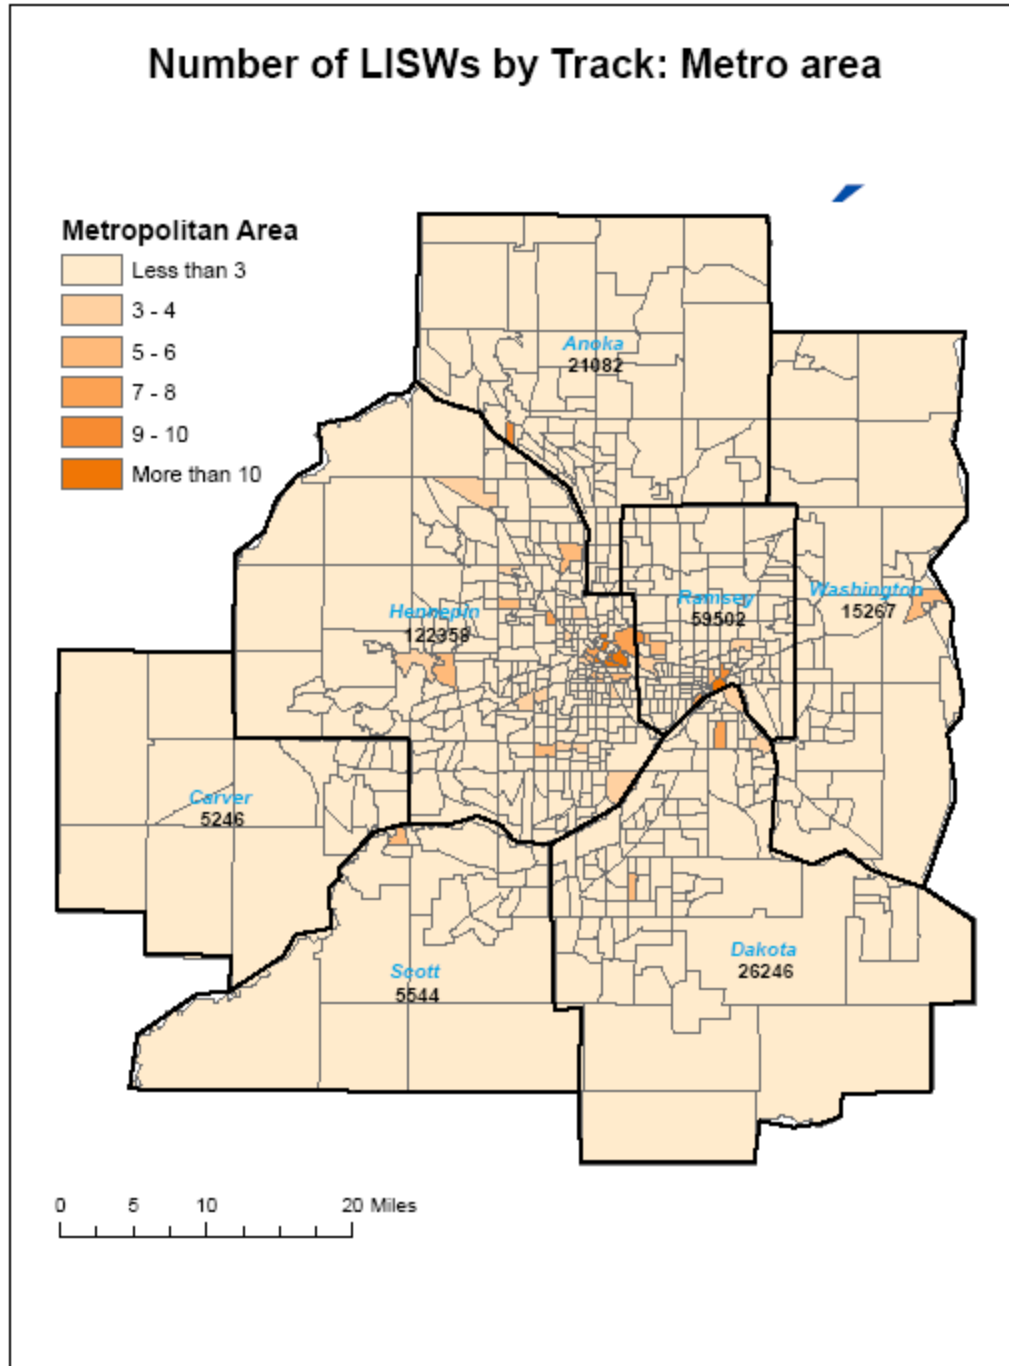 Number of LISWs by Track: Metro area
Metropolitan Area
Less than 3
3 - 4
5 - 6
7 - 8
9 - 10
More than 10
Anoka
21082
Hennepin
122358
Ramsey
59502
Washington
15267
Carver
5246
Scott
5544
Dakota
26246
0 5 10 20 Miles